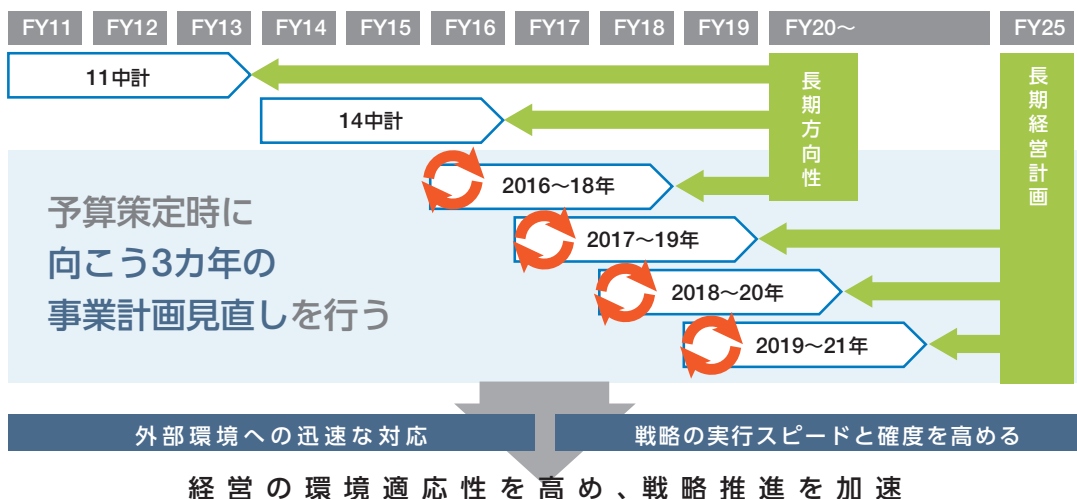 FY11 FY12 FY13 FY14 FY15 FY16 FY17 FY18 FY19 FY20～ FY25
11中計
14中計
長期方向性
長期経営計画
2016～18年
2017～19年
2018～20年
2019～21年
予算策定時に
向こう3カ年の
事業計画見直しを行う
外部環境への迅速な対応
戦略の実行スピードと確度を高める
経営の環境適応性を高め、戦略推進を加速